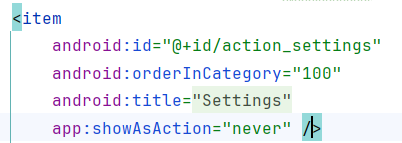 <item
android:id="@+id/action_settings"
android:orderInCategory="100"
android:title="Settings"
app:showAsAction="never" />